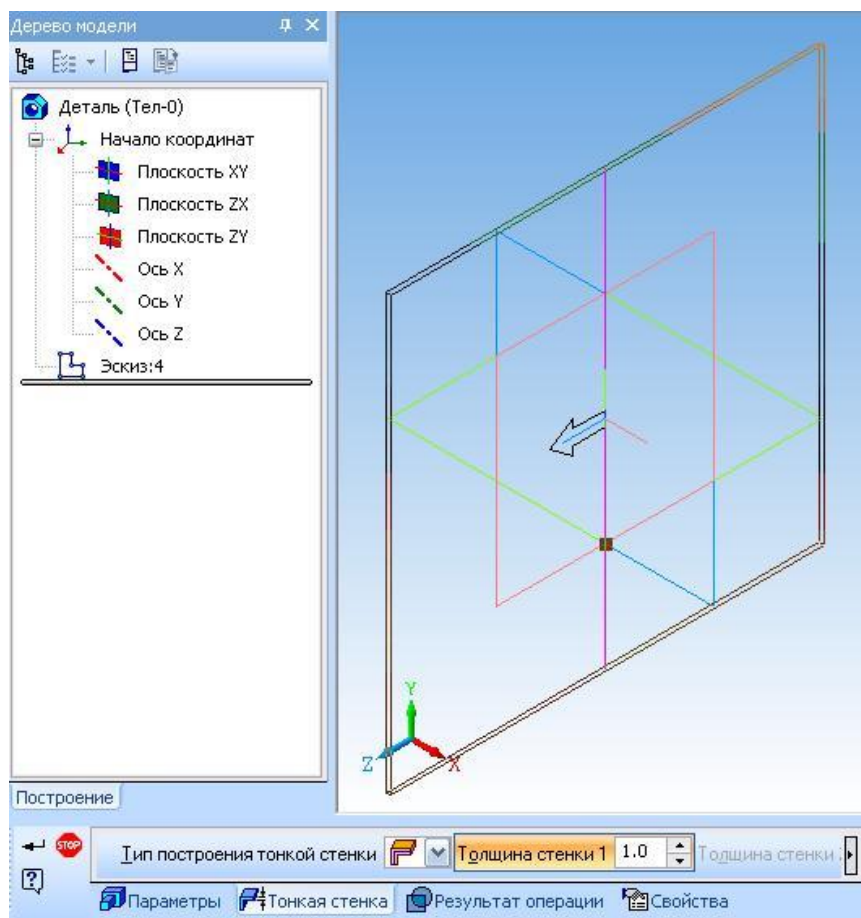 Дерево модели
Деталь (Тел-0)
Начало координат
Плоскость XY
Плоскость ZX
Плоскость ZY
Ось X
Ось Y
Ось Z
Эскиз:4
Y
Z
X
Построение
STOP
Тип построения тонкой стенки
Толщина стенки 1
1.0
Толщина стенки
Параметры
Тонкая стенка
Результат операции
Свойства